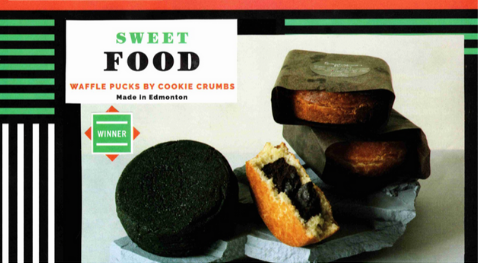 SWEET
FOOD
WAFFLE PUCKS BY COOKIE CRUMBS
Made in Edmonton
WINNER